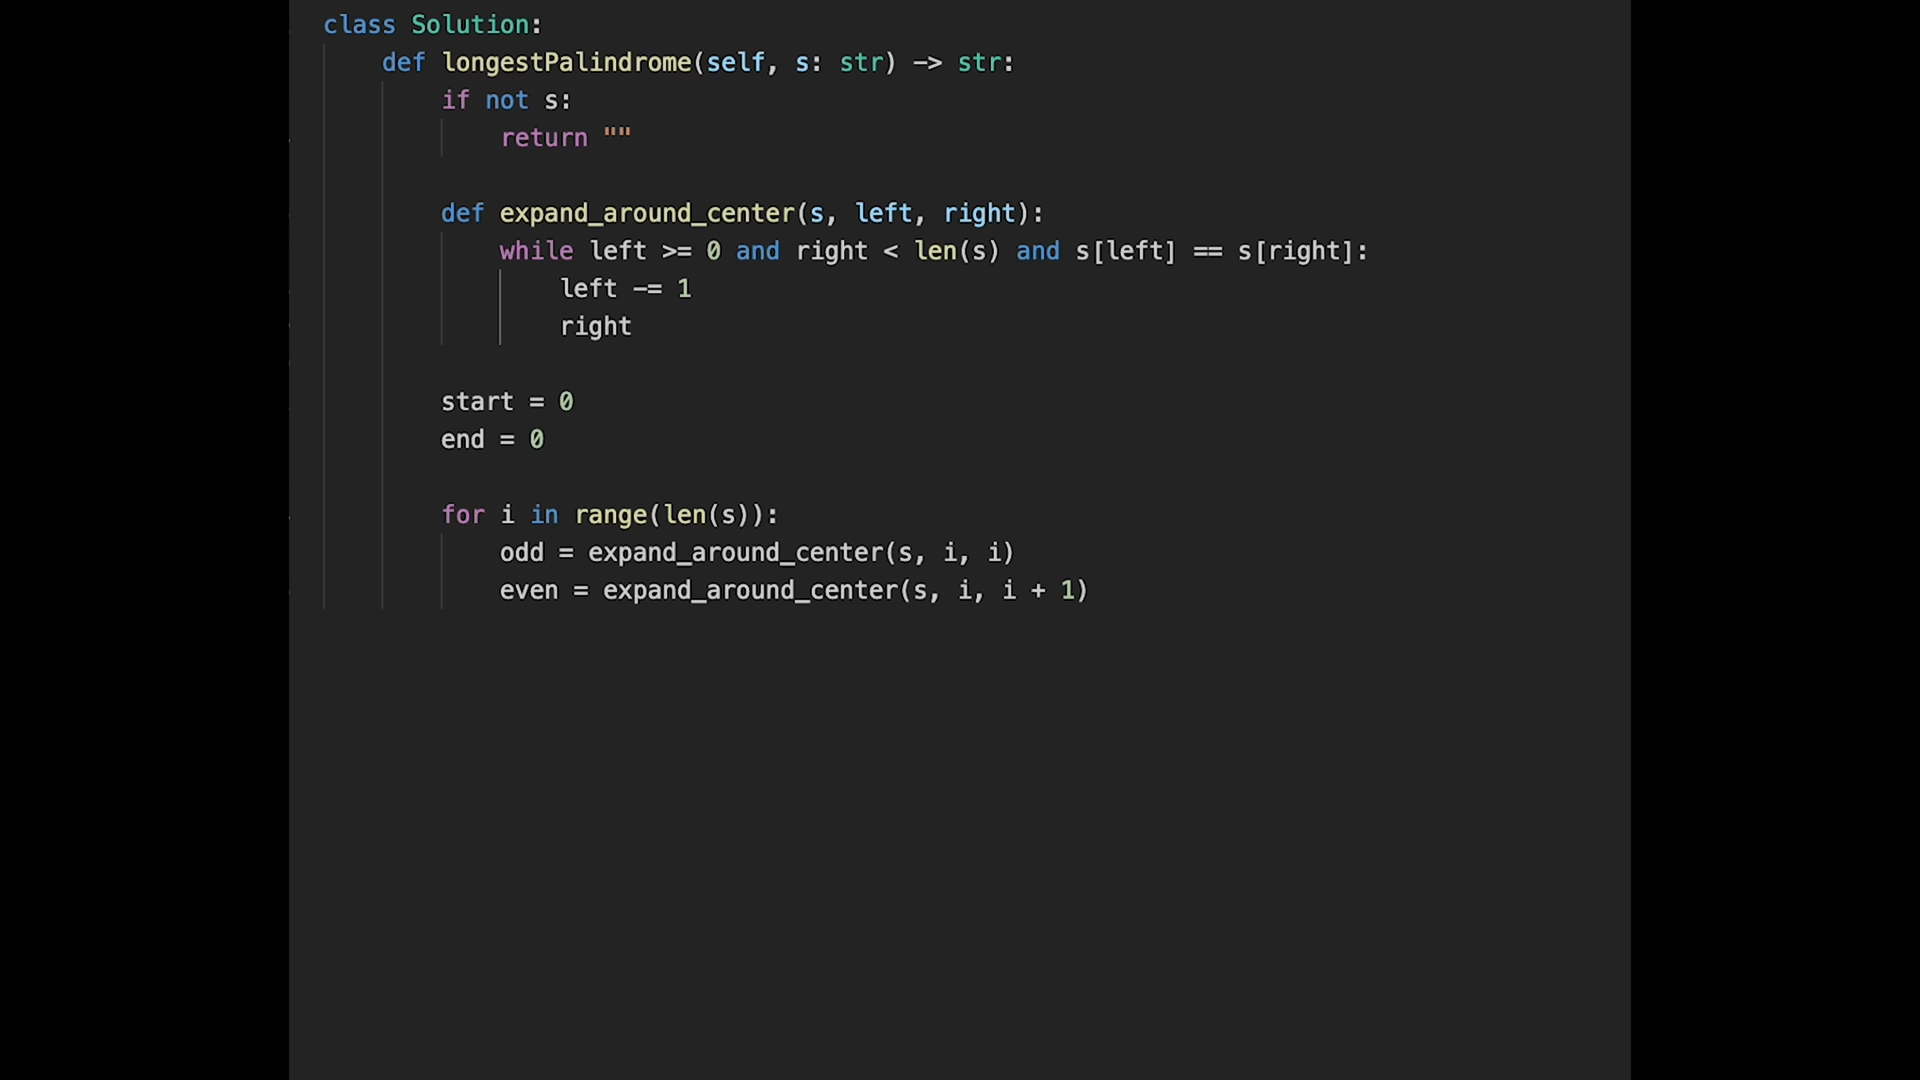 class Solution:
    def longestPalindrome(self, s: str) -> str:
        if not s:
            return ""

        def expand_around_center(s, left, right):
            while left >= 0 and right < len(s) and s[left] == s[right]:
                left -= 1
                right

        start = 0
        end = 0

        for i in range(len(s)):
            odd = expand_around_center(s, i, i)
            even = expand_around_center(s, i, i + 1)